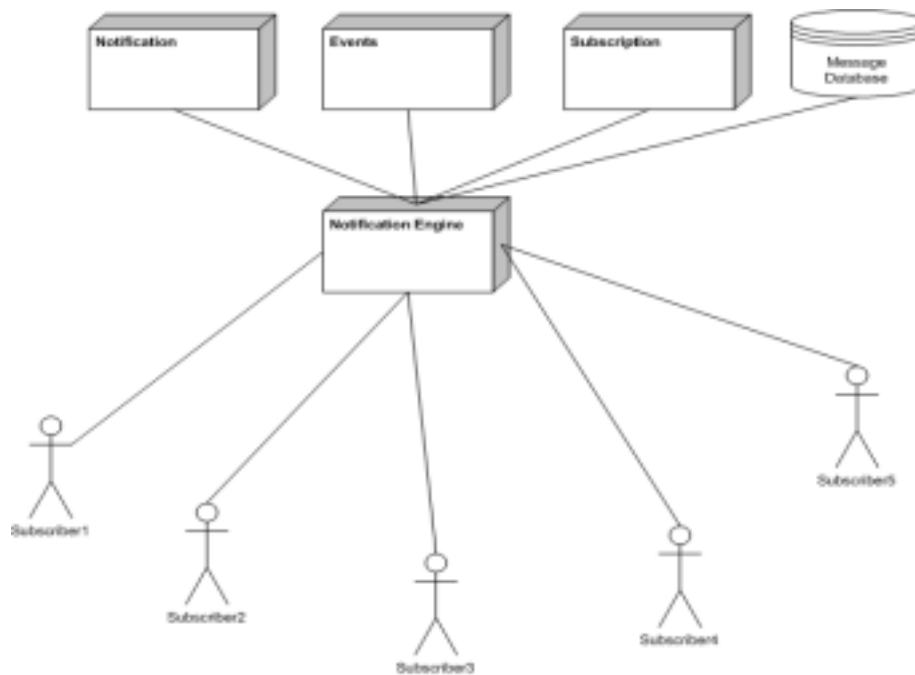 Notification
Events
Subscription
Message
Database
Notification Engine
Subscriber1
Subscriber2
Subscriber3
Subscriber4
Subscriber5